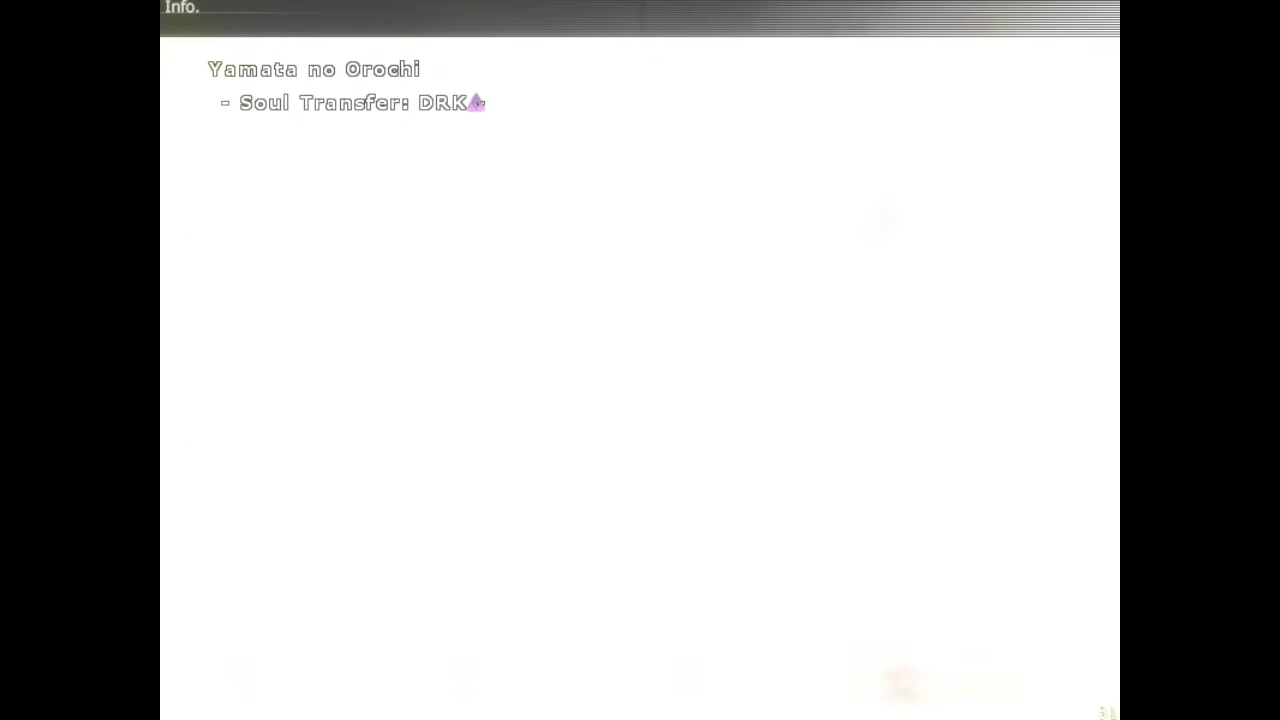 Info.
Yamata no Orochi
- Soul Transfer: DRK